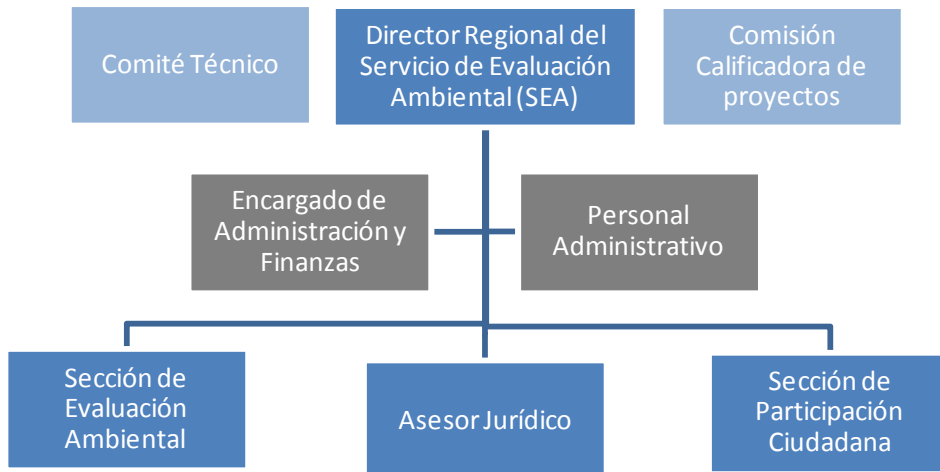 Comité Técnico
Director Regional del
Servicio de Evaluación
Ambiental (SEA)
Comisión
Calificadora de
proyectos
Encargado de
Administración y
Finanzas
Personal
Administrativo
Sección de
Evaluación
Ambiental
Asesor Jurídico
Sección de
Participación
Ciudadana